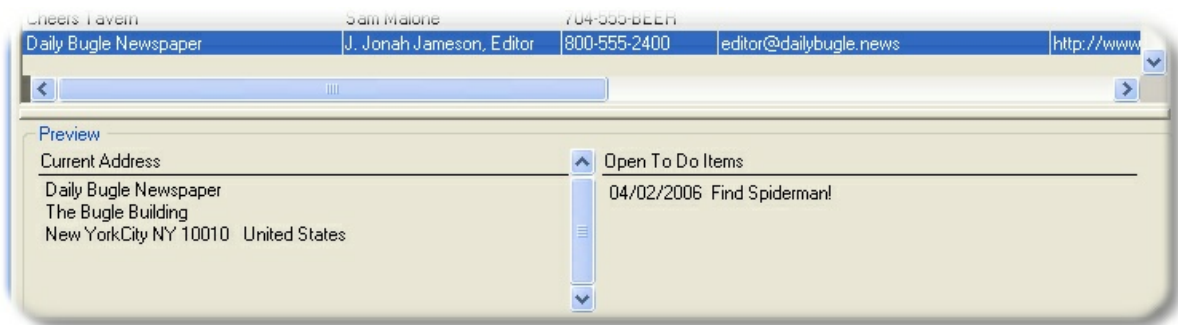 Cheers Tavern Sam Malone 704-555-BEER
Daily Bugle Newspaper J. Jonah Jameson, Editor 800-555-2400 editor@dailybugle.news http://www
Preview
Current Address
Daily Bugle Newspaper
The Bugle Building
New YorkCity NY 10010 United States
Open To Do Items
04/02/2006 Find Spiderman!